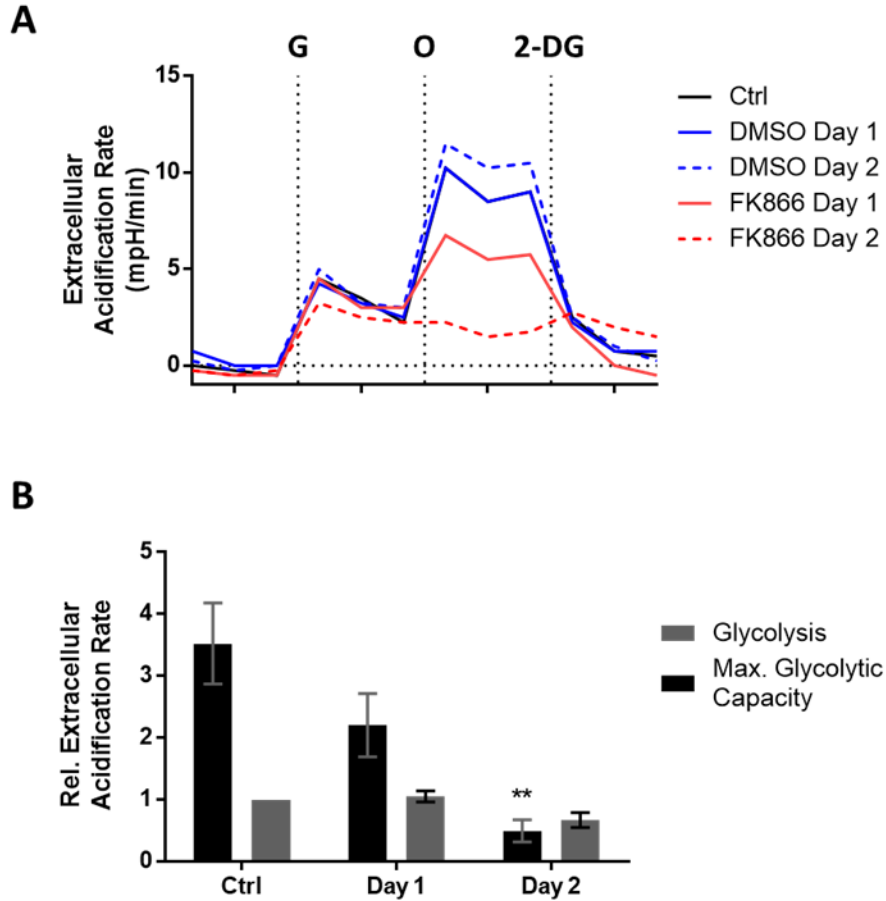 A
G O 2-DG
15
10
5
0
Extracellular
Acidification Rate
(mpH/min)
Ctrl
DMSO Day 1
DMSO Day 2
FK866 Day 1
FK866 Day 2
B
5
4
3
2
1
0
Rel. Extracellular
Acidification Rate
**
Ctrl Day 1 Day 2
Glycolysis
Max. Glycolytic
Capacity